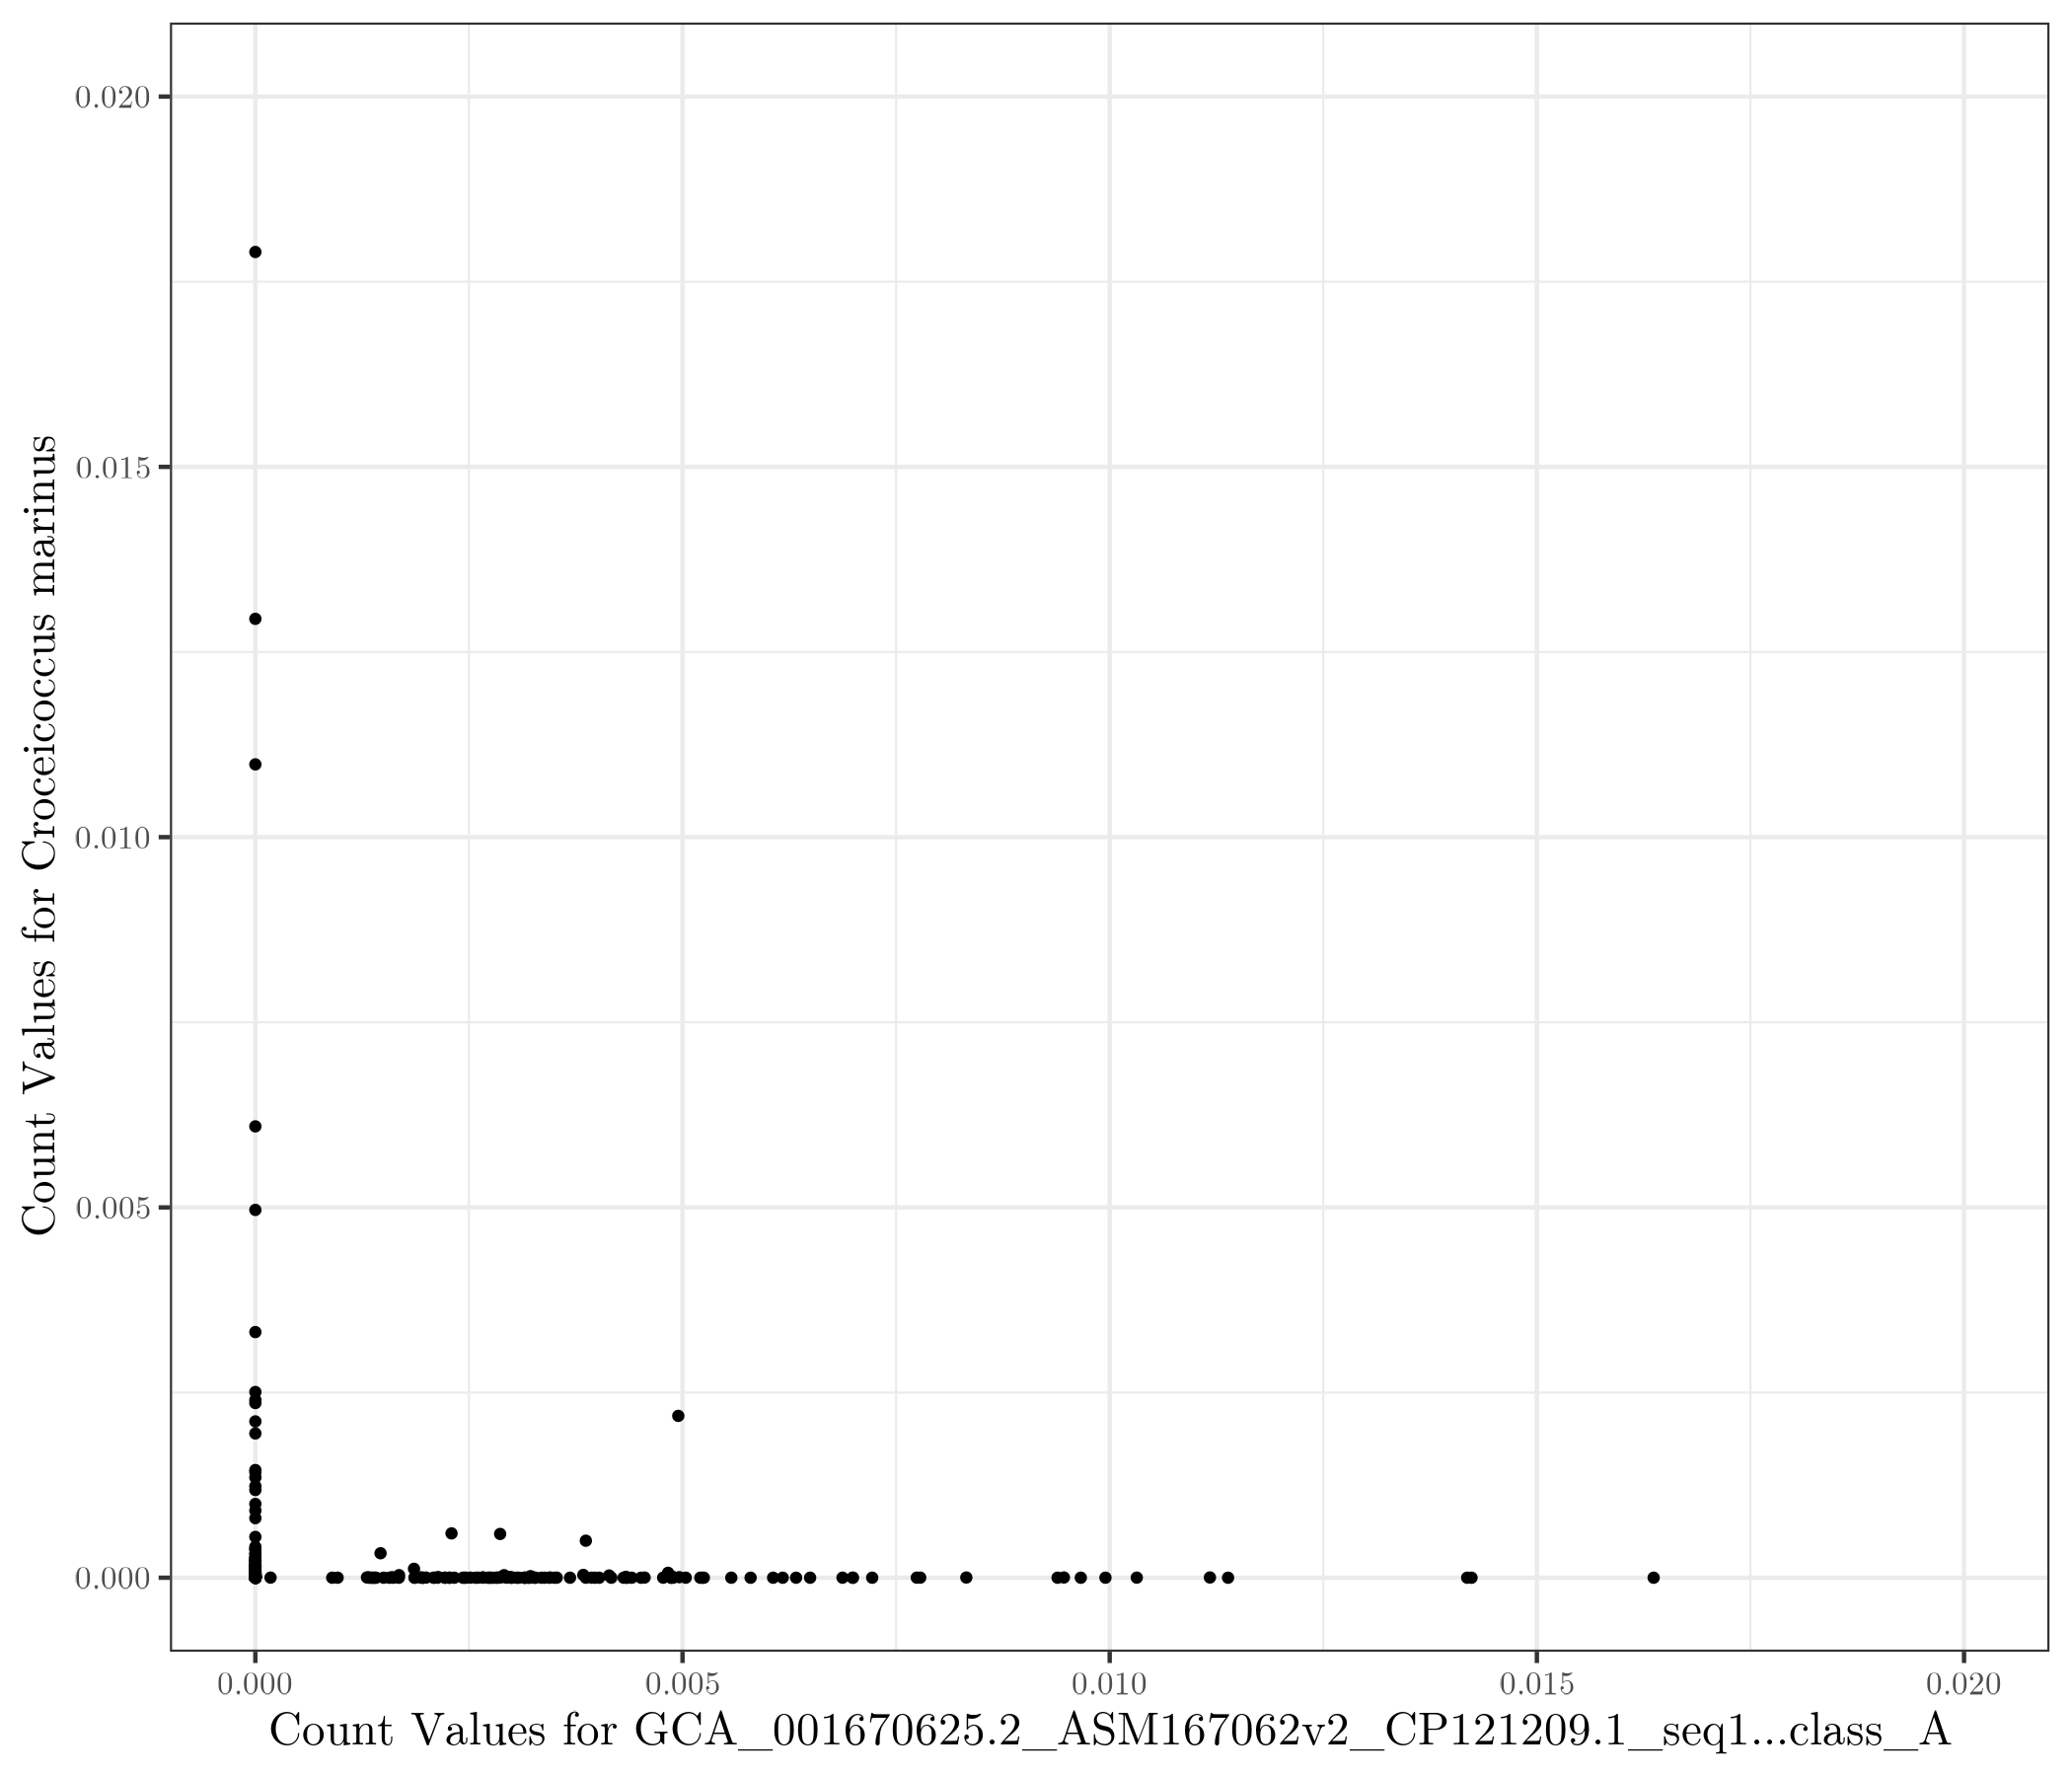 0.020
0.015
0.010
0.005
0.000
Count Values for Croceicoccus marinus
0.000 0.005 0.010 0.015 0.020
Count Values for GCA_001670625.2_ASM167062v2_CP121209.1_seq1...class_A